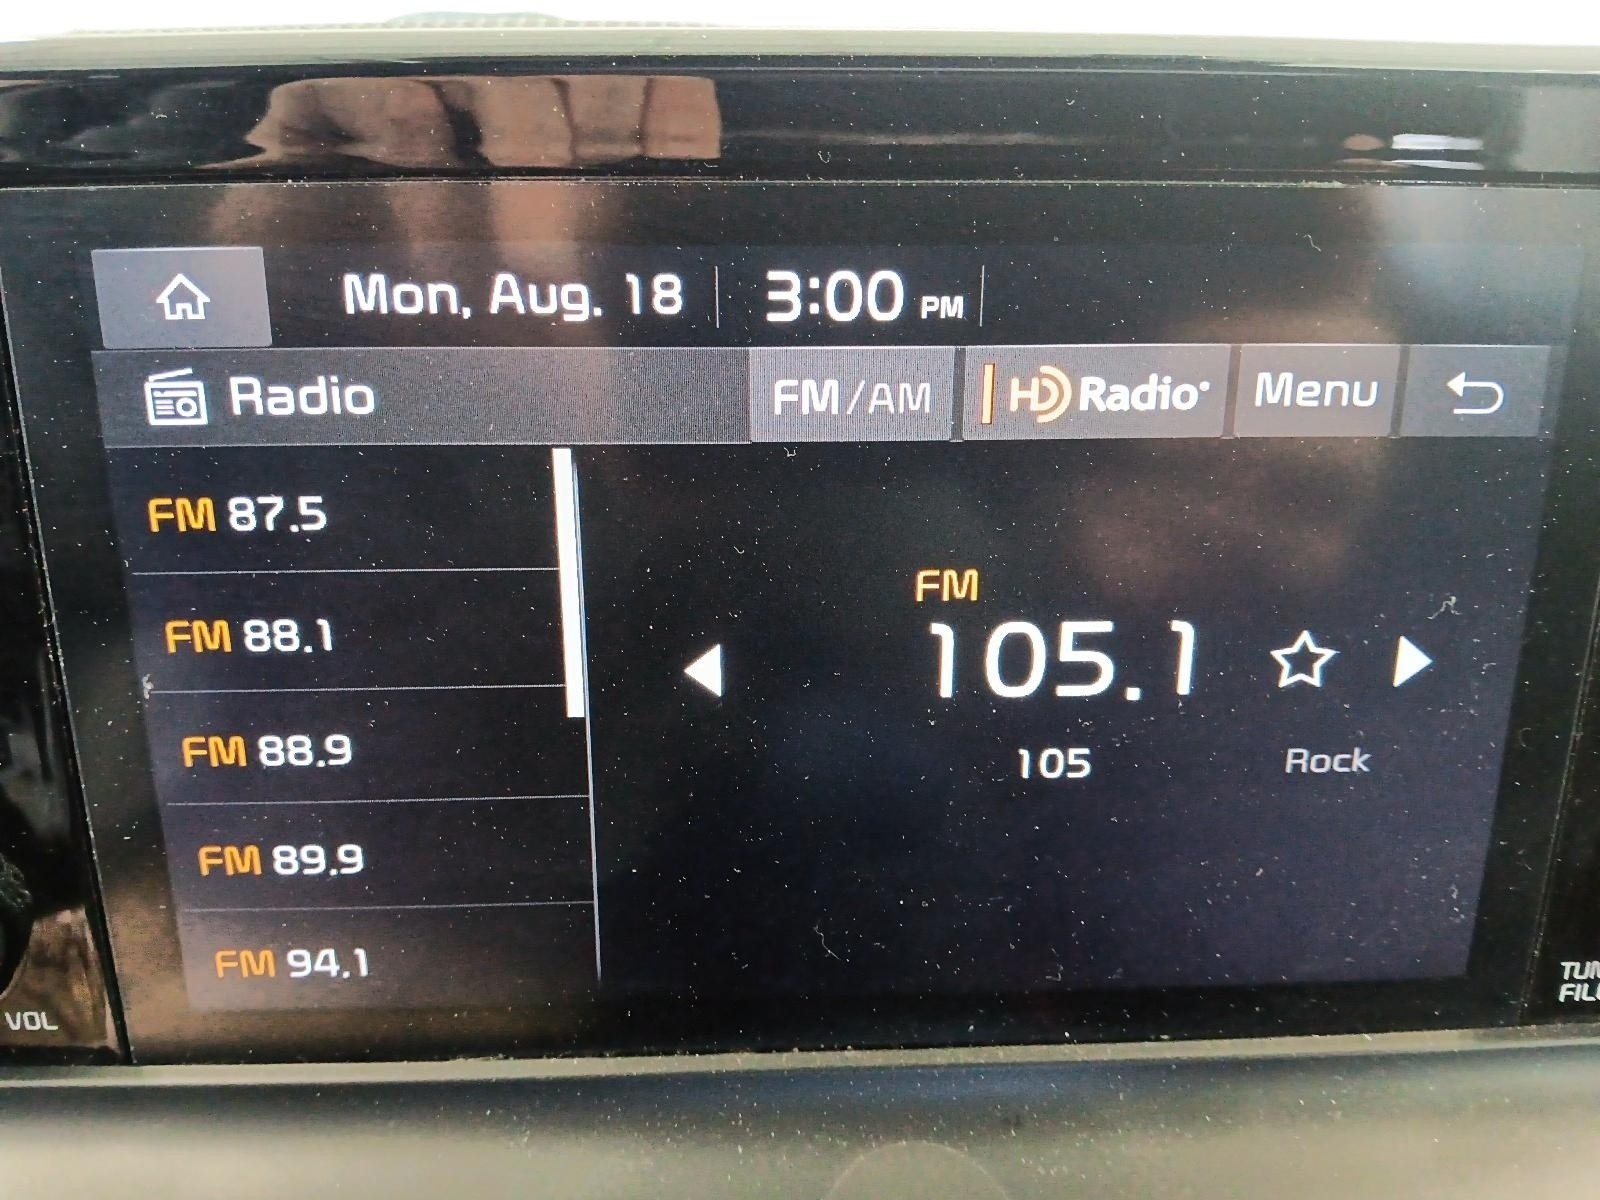 Mon, Aug. 18 3:00 PM
Radio FM/AM HD Radio Menu
FM 87.5
FM 88.1
FM 88.9
FM 89.9
FM 94.1
FM
105.1
105 Rock
VOL